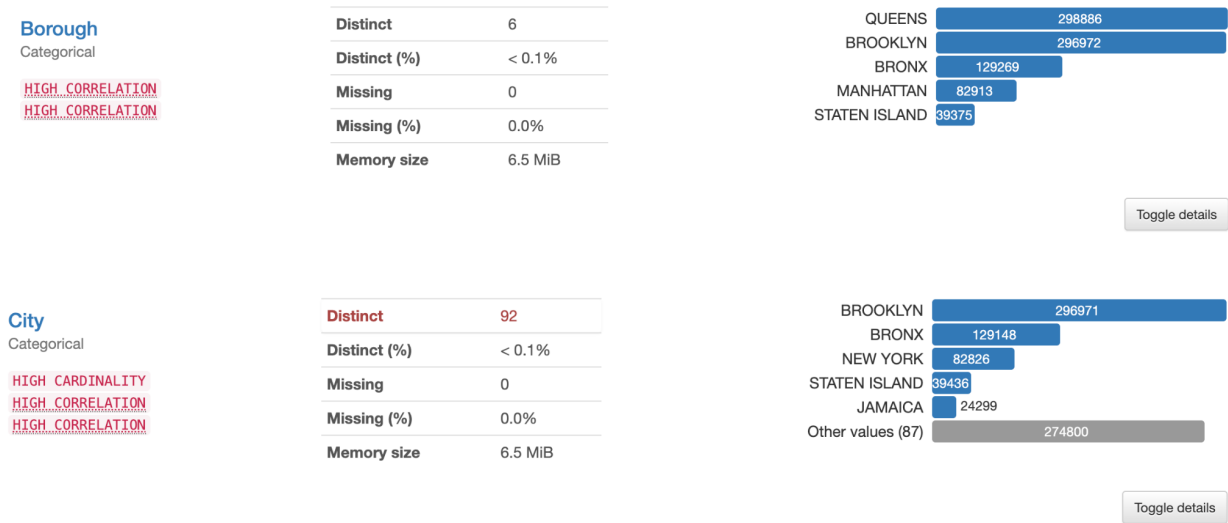 Borough
Categorical
HIGH CORRELATION
HIGH CORRELATION
Distinct 6
Distinct (%) < 0.1%
Missing 0
Missing (%) 0.0%
Memory size 6.5 MiB
QUEENS 298886
BROOKLYN 296972
BRONX 129269
MANHATTAN 82913
STATEN ISLAND 39375
Toggle details
City
Categorical
HIGH CARDINALITY
HIGH CORRELATION
HIGH CORRELATION
Distinct 92
Distinct (%) < 0.1%
Missing 0
Missing (%) 0.0%
Memory size 6.5 MiB
BROOKLYN 296971
BRONX 129148
NEW YORK 82826
STATEN ISLAND 39436
JAMAICA 24299
Other values (87) 274800
Toggle details